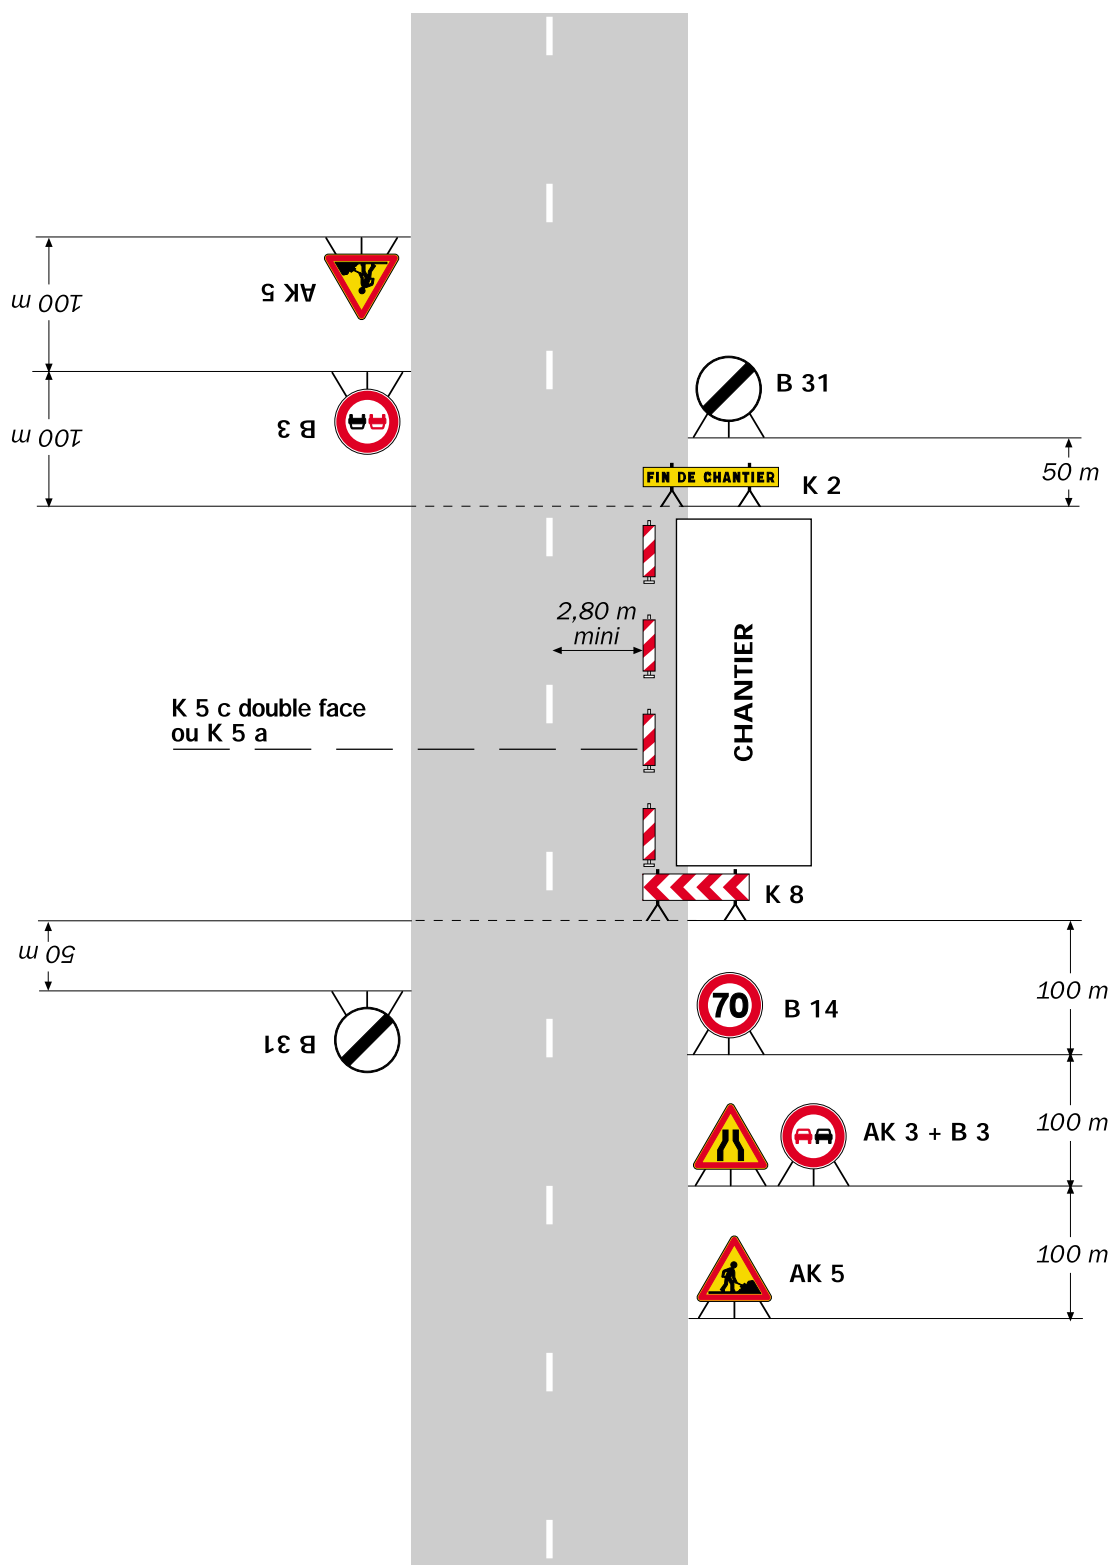 AK 5
100 m
B 3
100 m
B 31
50 m
FIN DE CHANTIER
K 2
2,80 m
mini
CHANTIER
K 5 c double face
ou K 5 a
K 8
50 m
B 31
100 m
70
B 14
100 m
AK 3 + B 3
100 m
AK 5